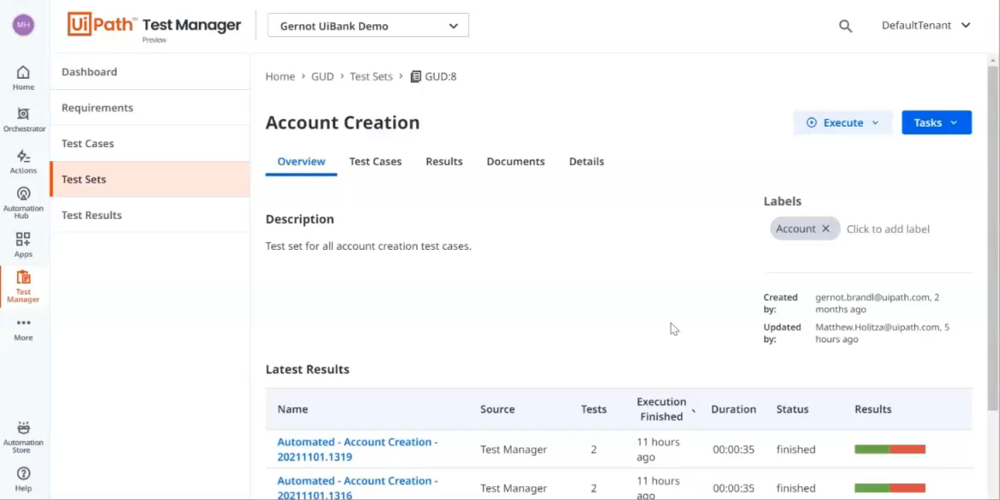 MH
UiPath™ Test Manager
Preview
Gernot UiBank Demo
DefaultTenant
Home
Orchestrator
Actions
Automation
Hub
Apps
Test
Manager
More
Automation
Store
Help
Dashboard
Requirements
Test Cases
Test Sets
Test Results
Home > GUD > Test Sets > GUD:8
Account Creation
Execute
Tasks
Overview Test Cases Results Documents Details
Description
Test set for all account creation test cases.
Labels
Account × Click to add label
Created by: gernot.brandl@uipath.com, 2 months ago
Updated by: Matthew.Holitza@uipath.com, 5 hours ago
Latest Results
Name Source Tests Execution Finished Duration Status Results
Automated - Account Creation - 20211101.1319 Test Manager 2 11 hours ago 00:00:35 finished
Automated - Account Creation - 20211101.1316 Test Manager 2 11 hours ago 00:00:35 finished